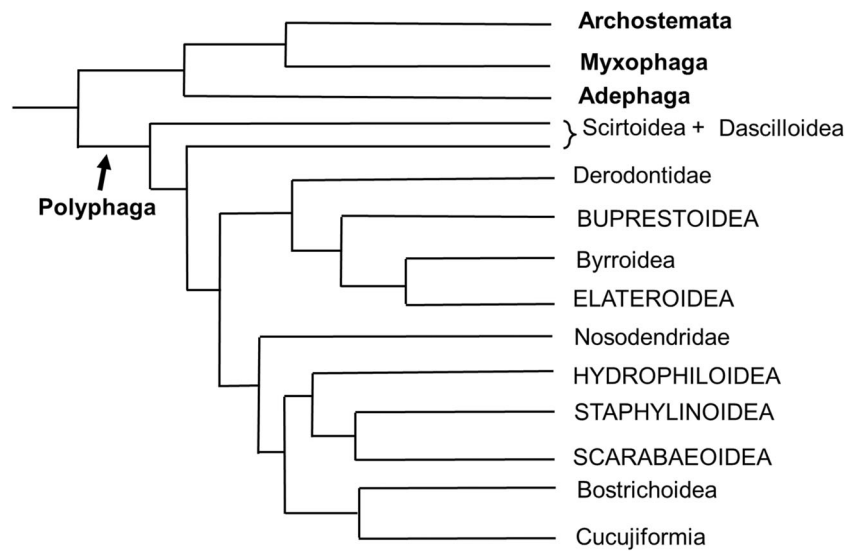 Archostemata
Myxophaga
Adephaga
Scirtoidea + Dascilloidea
Derodontidae
Polyphaga
BUPRESTOIDEA
Byrroidea
ELATEROIDEA
Nosodendridae
HYDROPHILOIDEA
STAPHYLINOIDEA
SCARABAEOIDEA
Bostrichoidea
Cucujiformia